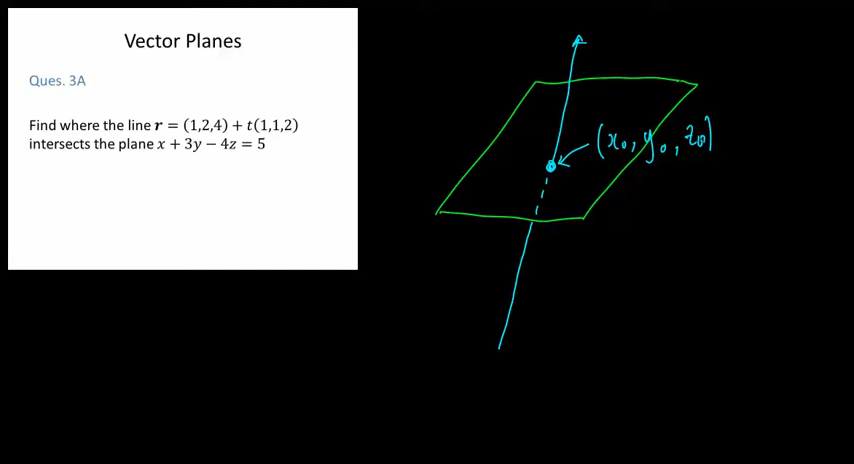 Vector Planes
Ques. 3A
Find where the line 𝒓 = (1,2,4) + 𝑡(1,1,2)
intersects the plane 𝑥 + 3𝑦 − 4𝑧 = 5
(x₀, y₀, z₀)